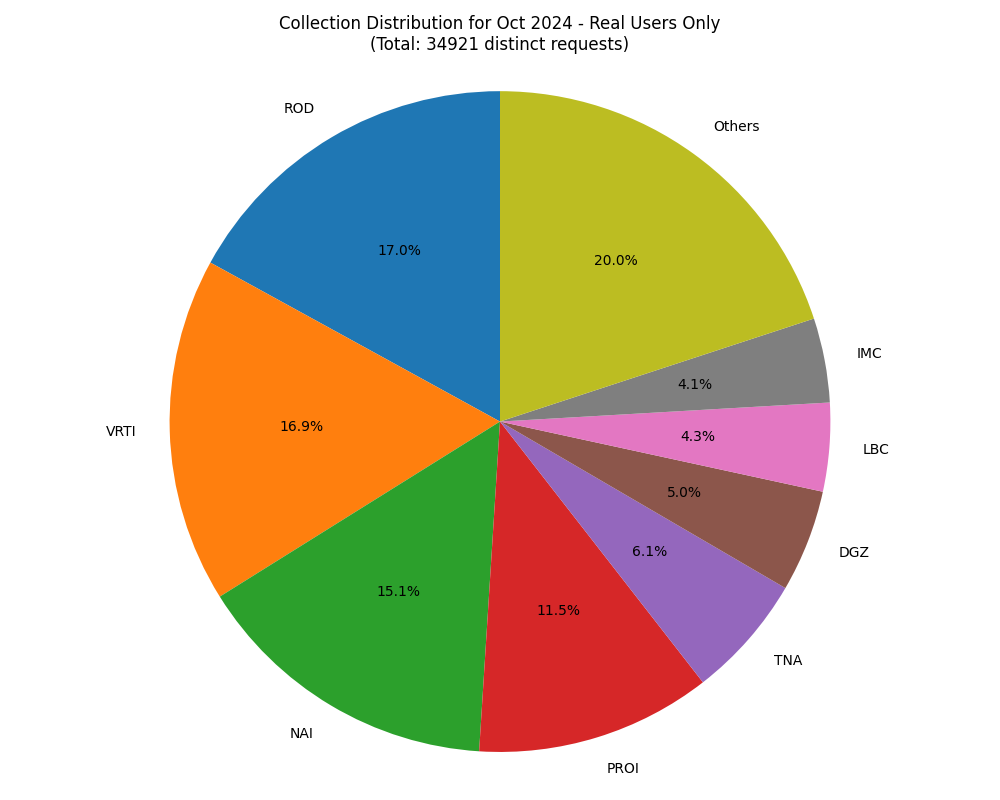 Collection Distribution for Oct 2024 - Real Users Only
(Total: 34921 distinct requests)
ROD
17.0%
VRTI
16.9%
NAI
15.1%
PROI
11.5%
TNA
6.1%
DGZ
5.0%
LBC
4.3%
IMC
4.1%
Others
20.0%